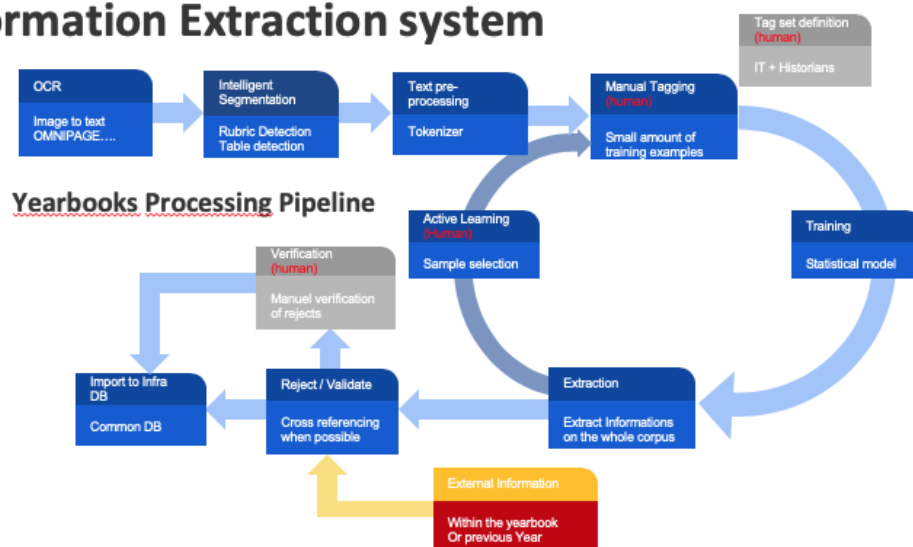 ormation Extraction system
Tag set definition
(human)
IT + Historians
OCR
Image to text
OMNIPAGE....
Intelligent
Segmentation
Rubric Detection
Table detection
Text pre-
processing
Tokenizer
Manual Tagging
(human)
Small amount of
training examples
Yearbooks Processing Pipeline
Active Learning
(Human)
Sample selection
Training
Statistical model
Verification
(human)
Manuel verification
of rejects
Import to Infra
DB
Common DB
Reject / Validate
Cross referencing
when possible
Extraction
Extract Informations
on the whole corpus
External Information
Within the yearbook
Or previous Year